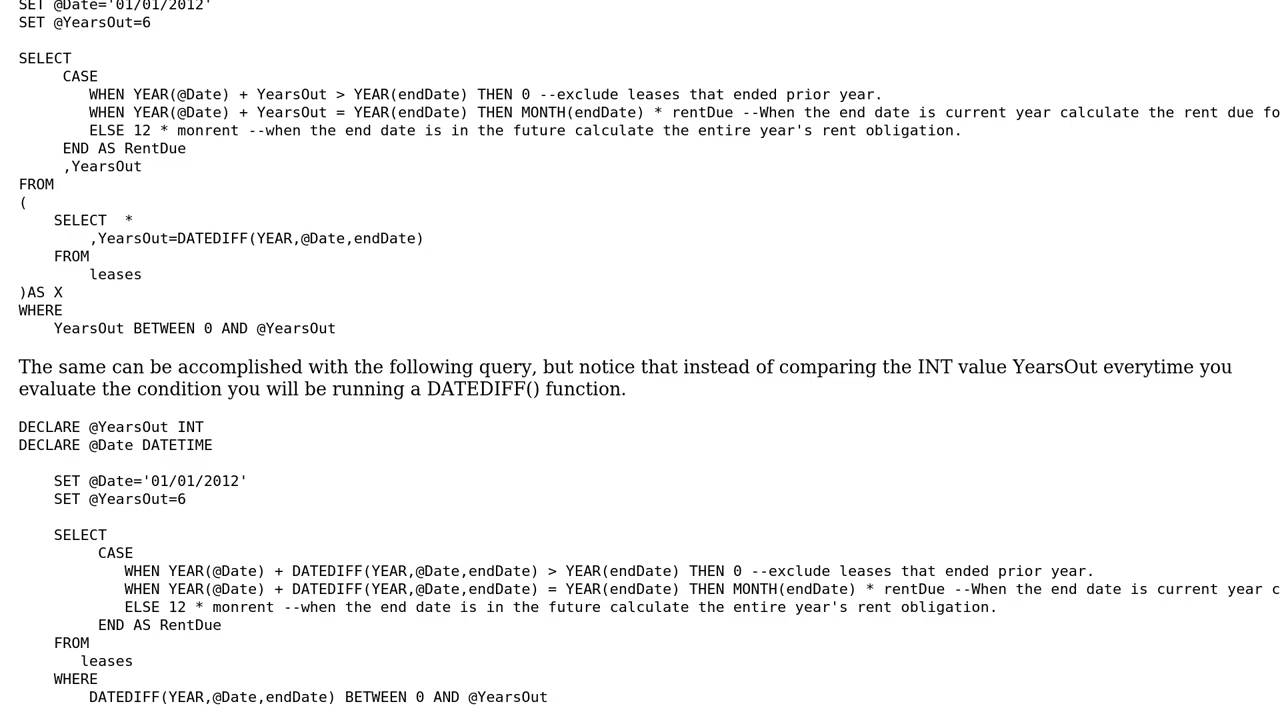 SET @Date='01/01/2012'
SET @YearsOut=6
SELECT
CASE
WHEN YEAR(@Date) + YearsOut > YEAR(endDate) THEN 0 --exclude leases that ended prior year.
WHEN YEAR(@Date) + YearsOut = YEAR(endDate) THEN MONTH(endDate) * rentDue --When the end date is current year calculate the rent due fo
ELSE 12 * monrent --when the end date is in the future calculate the entire year's rent obligation.
END AS RentDue
,YearsOut
FROM
(
SELECT  *
,YearsOut=DATEDIFF(YEAR,@Date,endDate)
FROM
leases
)AS X
WHERE
YearsOut BETWEEN 0 AND @YearsOut
The same can be accomplished with the following query, but notice that instead of comparing the INT value YearsOut everytime you
evaluate the condition you will be running a DATEDIFF() function.
DECLARE @YearsOut INT
DECLARE @Date DATETIME
SET @Date='01/01/2012'
SET @YearsOut=6
SELECT
CASE
WHEN YEAR(@Date) + DATEDIFF(YEAR,@Date,endDate) > YEAR(endDate) THEN 0 --exclude leases that ended prior year.
WHEN YEAR(@Date) + DATEDIFF(YEAR,@Date,endDate) = YEAR(endDate) THEN MONTH(endDate) * rentDue --When the end date is current year c
ELSE 12 * monrent --when the end date is in the future calculate the entire year's rent obligation.
END AS RentDue
FROM
leases
WHERE
DATEDIFF(YEAR,@Date,endDate) BETWEEN 0 AND @YearsOut